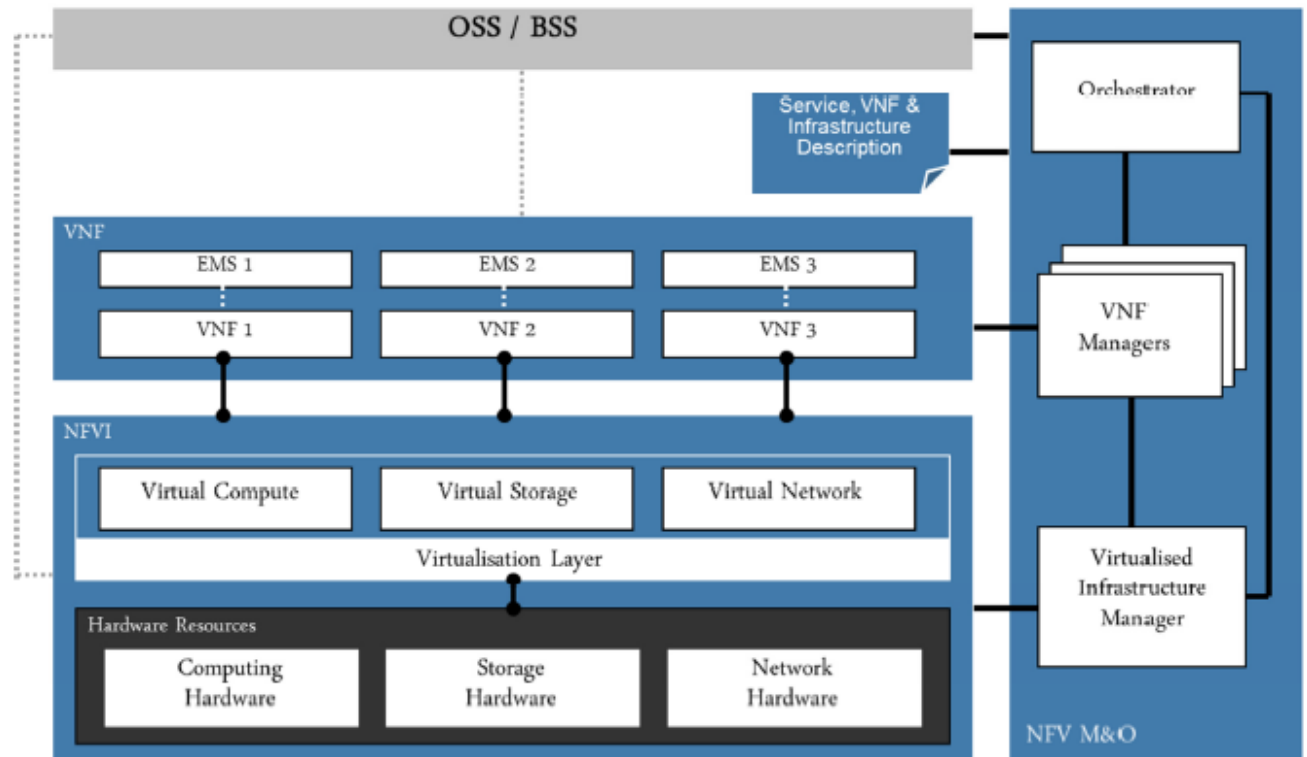 OSS / BSS
Orchestrator
Service, VNF &
Infrastructure
Description
VNF
EMS 1
EMS 2
EMS 3
VNF 1
VNF 2
VNF 3
VNF
Managers
NFVI
Virtual Compute
Virtual Storage
Virtual Network
Virtualisation Layer
Virtualised
Infrastructure
Manager
Hardware Resources
Computing
Hardware
Storage
Hardware
Network
Hardware
NFV M&O